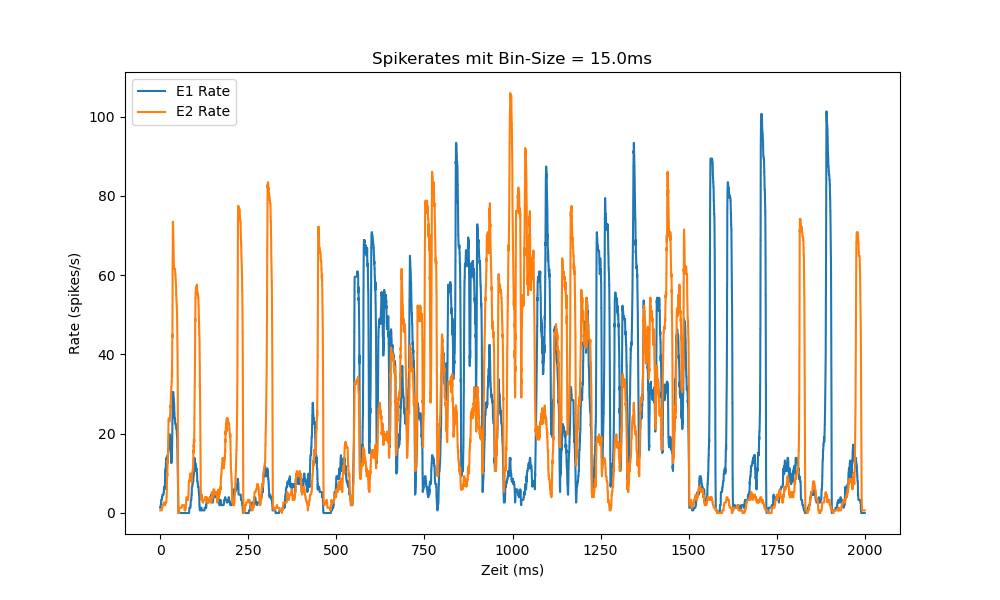 Spikerates mit Bin-Size = 15.0ms
E1 Rate
E2 Rate
100
80
60
40
20
0
Rate (spikes/s)
0 250 500 750 1000 1250 1500 1750 2000
Zeit (ms)